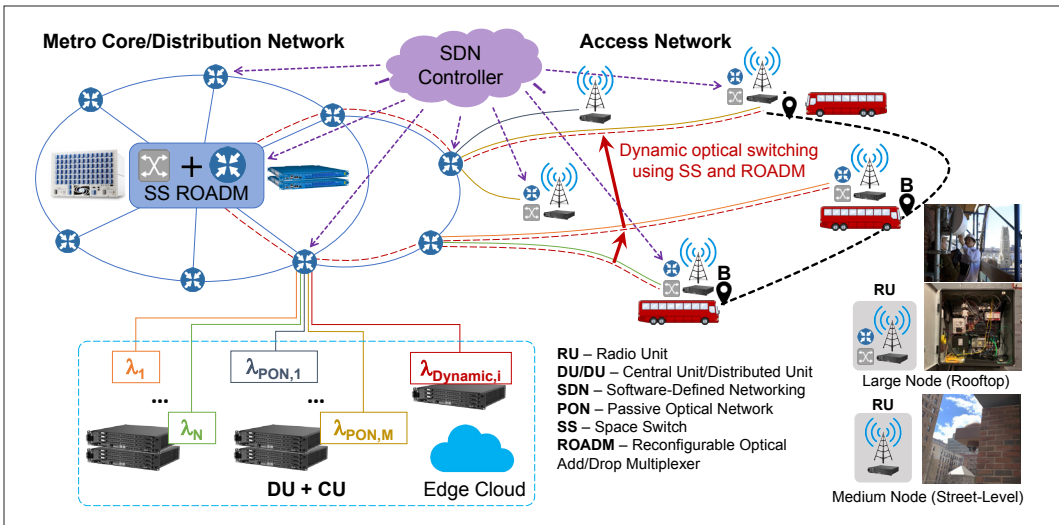 Metro Core/Distribution Network
SDN
Controller
Access Network
SS ROADM
Dynamic optical switching
using SS and ROADM
B
B
λ1
λPON,1
λDynamic,i
...
...
λN
λPON,M
DU + CU
Edge Cloud
RU – Radio Unit
DU/DU – Central Unit/Distributed Unit
SDN – Software-Defined Networking
PON – Passive Optical Network
SS – Space Switch
ROADM – Reconfigurable Optical
Add/Drop Multiplexer
RU
Large Node (Rooftop)
RU
Medium Node (Street-Level)